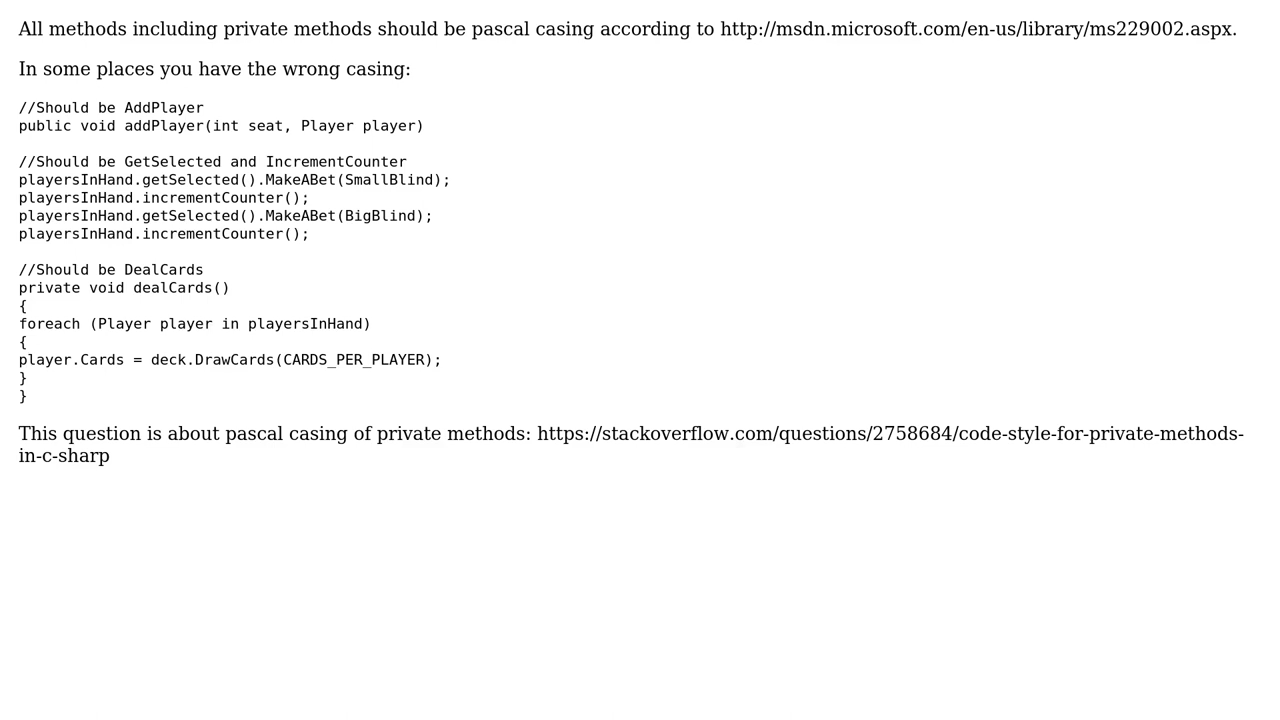 All methods including private methods should be pascal casing according to http://msdn.microsoft.com/en-us/library/ms229002.aspx.
In some places you have the wrong casing:
//Should be AddPlayer
public void addPlayer(int seat, Player player)
//Should be GetSelected and IncrementCounter
playersInHand.getSelected().MakeABet(SmallBlind);
playersInHand.incrementCounter();
playersInHand.getSelected().MakeABet(BigBlind);
playersInHand.incrementCounter();
//Should be DealCards
private void dealCards()
{
foreach (Player player in playersInHand)
{
player.Cards = deck.DrawCards(CARDS_PER_PLAYER);
}
}
This question is about pascal casing of private methods: https://stackoverflow.com/questions/2758684/code-style-for-private-methods-
in-c-sharp